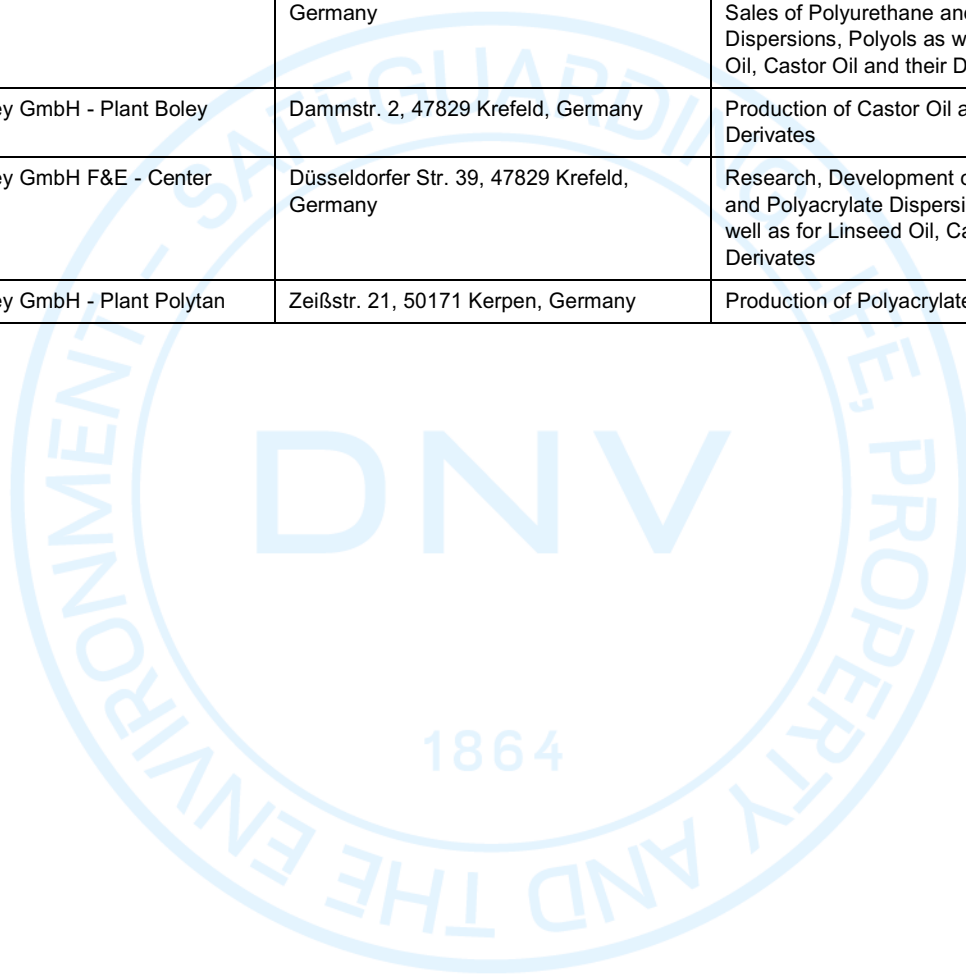 Germany
Sales of Polyurethane and
Dispersions, Polyols as w
Oil, Castor Oil and their D
ey GmbH - Plant Boley
Dammstr. 2, 47829 Krefeld, Germany
Production of Castor Oil a
Derivates
ey GmbH F&E - Center
Düsseldorfer Str. 39, 47829 Krefeld,
Germany
Research, Development o
and Polyacrylate Dispersi
well as for Linseed Oil, Ca
Derivates
ey GmbH - Plant Polytan
Zeißstr. 21, 50171 Kerpen, Germany
Production of Polyacrylate
SAFEGUARDING LIFE, PROPERTY AND THE ENVIRONMENT –
DNV
1864